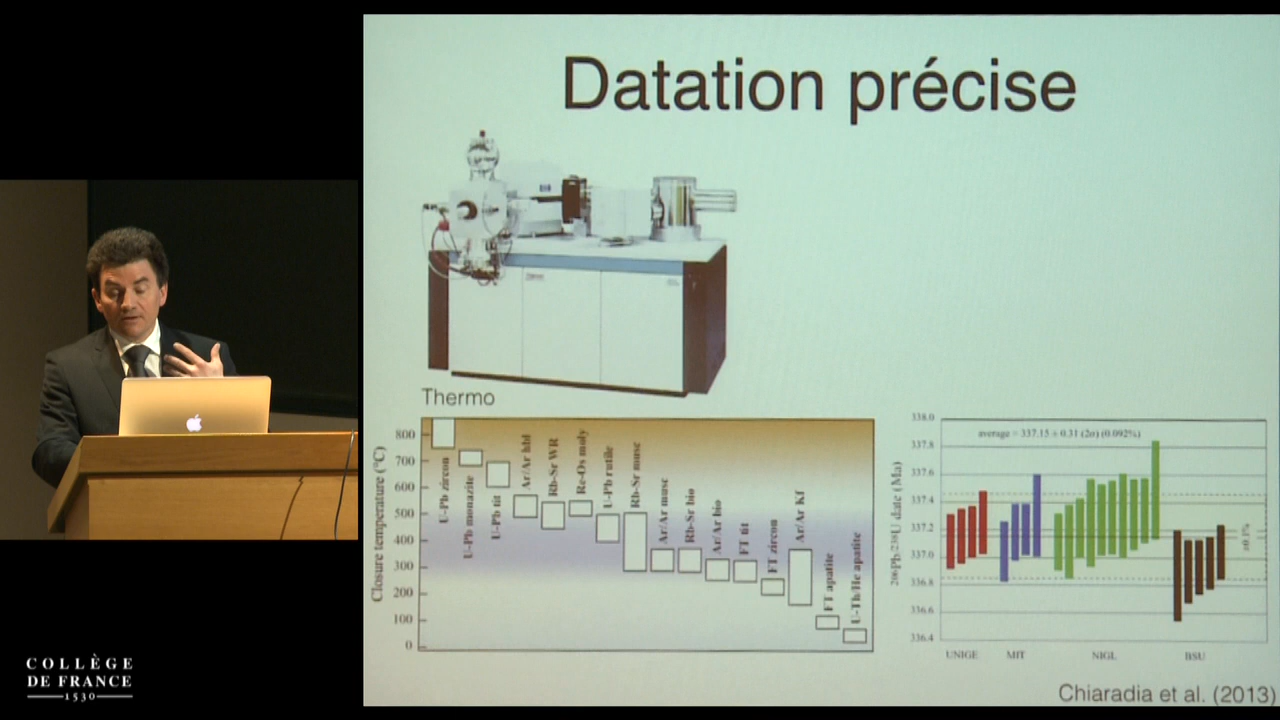 Datation précise
Thermo
Closure temperature (°C)
800
700
600
500
400
300
200
100
0
U-Pb zircon
U-Pb monazite
U-Pb tit
Ar/Ar hbl
Rb-Sr WR
Re-Os moly
U-Pb rutile
Rb-Sr musc
Ar/Ar musc
Rb-Sr bio
Ar/Ar bio
FT tit
FT zircon
Ar/Ar Kf
FT apatite
U-Th/He apatite
206Pb/238U date (Ma)
338.0
337.8
337.6
337.4
337.2
337.0
336.8
336.6
336.4
average = 337.15 ± 0.31 (2σ) (0.092%)
±0.1%
UNIGE
MIT
NIGL
BSU
Chiaradia et al. (2013)
COLLÈGE
DE FRANCE
1530